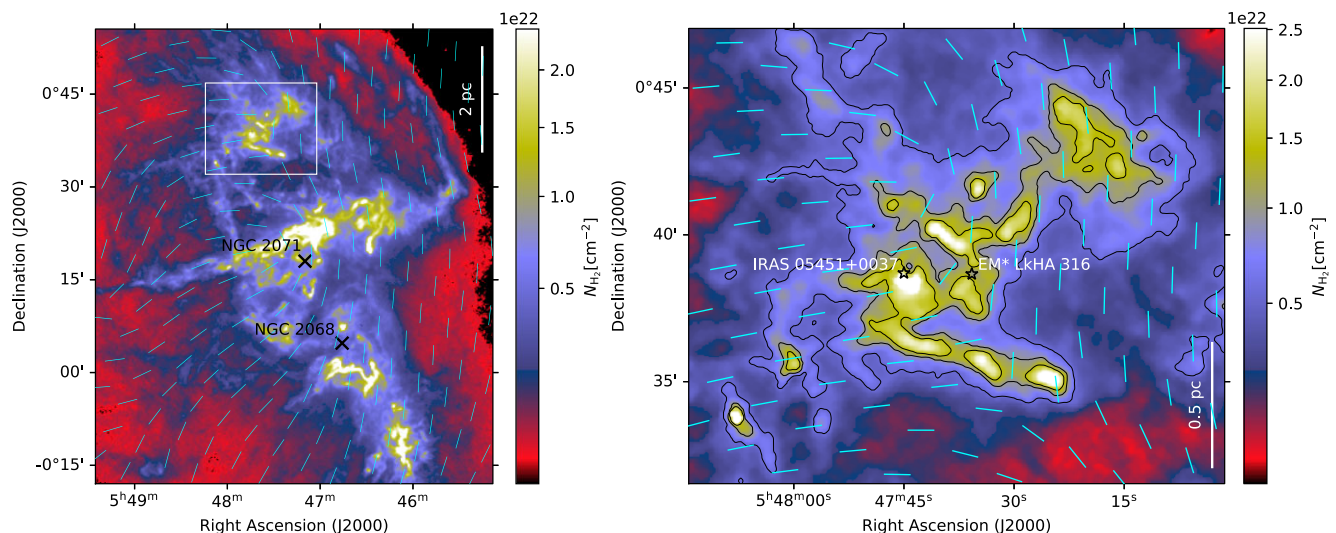 1e22
2 pc
0°45'
30'
15'
00'
-0°15'
Declination (J2000)
NGC 2071
NGC 2068
5ʰ49ᵐ
48ᵐ
47ᵐ
46ᵐ
Right Ascension (J2000)
2.0
1.5
1.0
0.5
N_H₂[cm⁻²]
1e22
0°45'
40'
35'
Declination (J2000)
IRAS 05451+0037
EM* LkHA 316
0.5 pc
5ʰ48ᵐ00ˢ
47ᵐ45ˢ
30ˢ
15ˢ
Right Ascension (J2000)
2.5
2.0
1.5
1.0
0.5
N_H₂[cm⁻²]